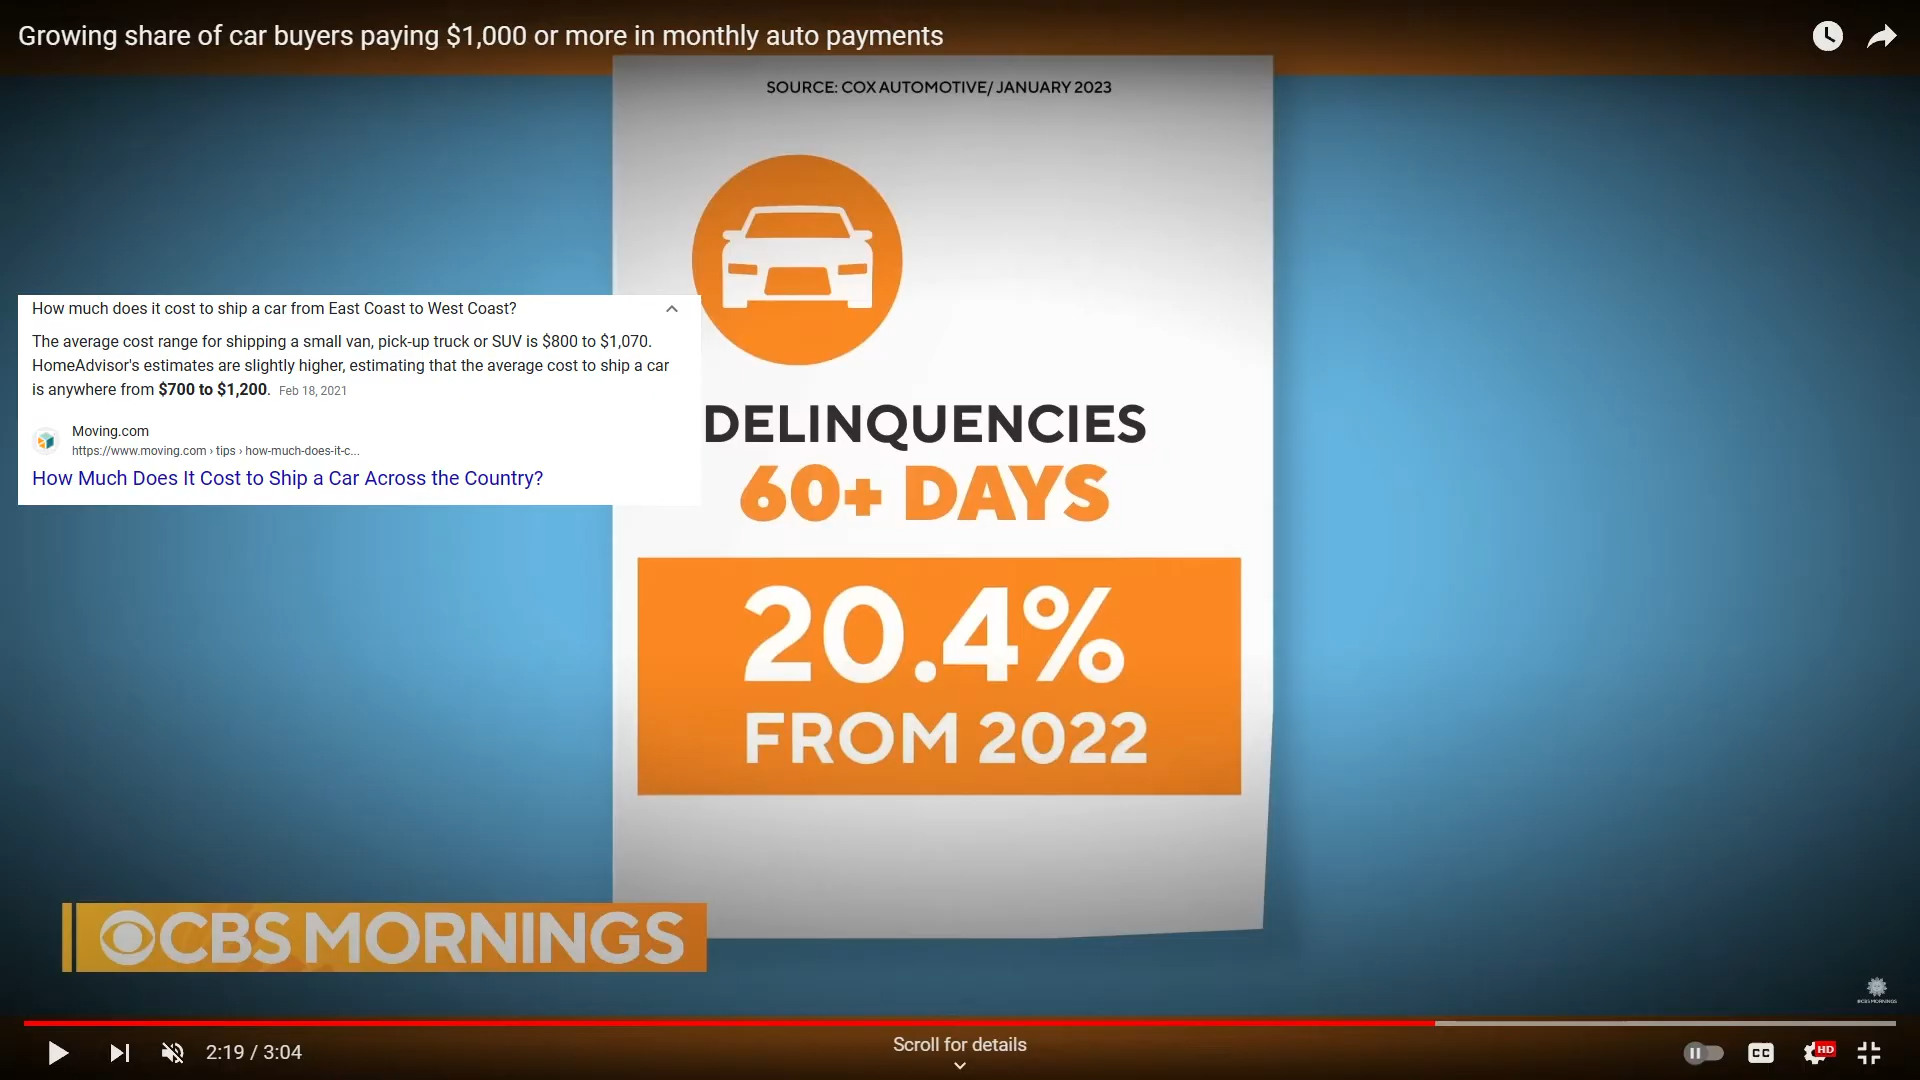 Growing share of car buyers paying $1,000 or more in monthly auto payments
SOURCE: COX AUTOMOTIVE/ JANUARY 2023
How much does it cost to ship a car from East Coast to West Coast?
The average cost range for shipping a small van, pick-up truck or SUV is $800 to $1,070.
HomeAdvisor's estimates are slightly higher, estimating that the average cost to ship a car
is anywhere from $700 to $1,200. Feb 18, 2021
Moving.com
https://www.moving.com › tips › how-much-does-it-c...
How Much Does It Cost to Ship a Car Across the Country?
DELINQUENCIES
60+ DAYS
20.4%
FROM 2022
CBS MORNINGS
CBS MORNINGS
2:19 / 3:04
Scroll for details
CC
HD